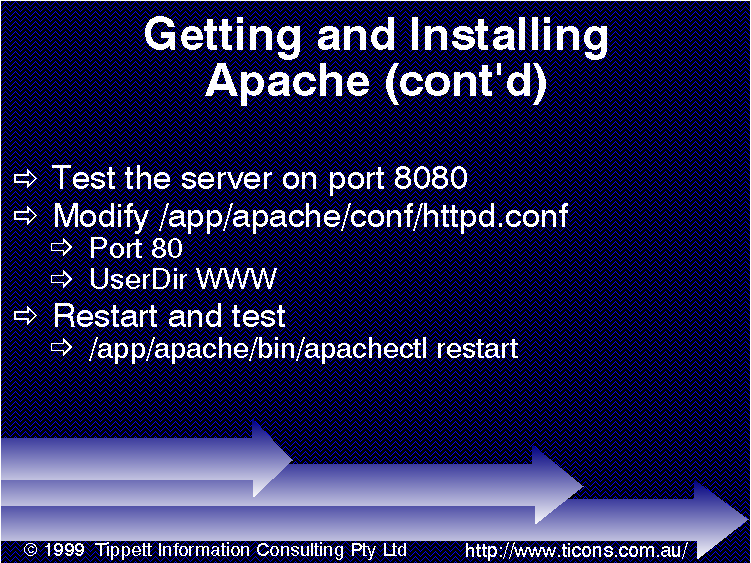 Getting and Installing
Apache (cont'd)
⇨ Test the server on port 8080
⇨ Modify /app/apache/conf/httpd.conf
⇨ Port 80
⇨ UserDir WWW
⇨ Restart and test
⇨ /app/apache/bin/apachectl restart
© 1999 Tippett Information Consulting Pty Ltd
http://www.ticons.com.au/